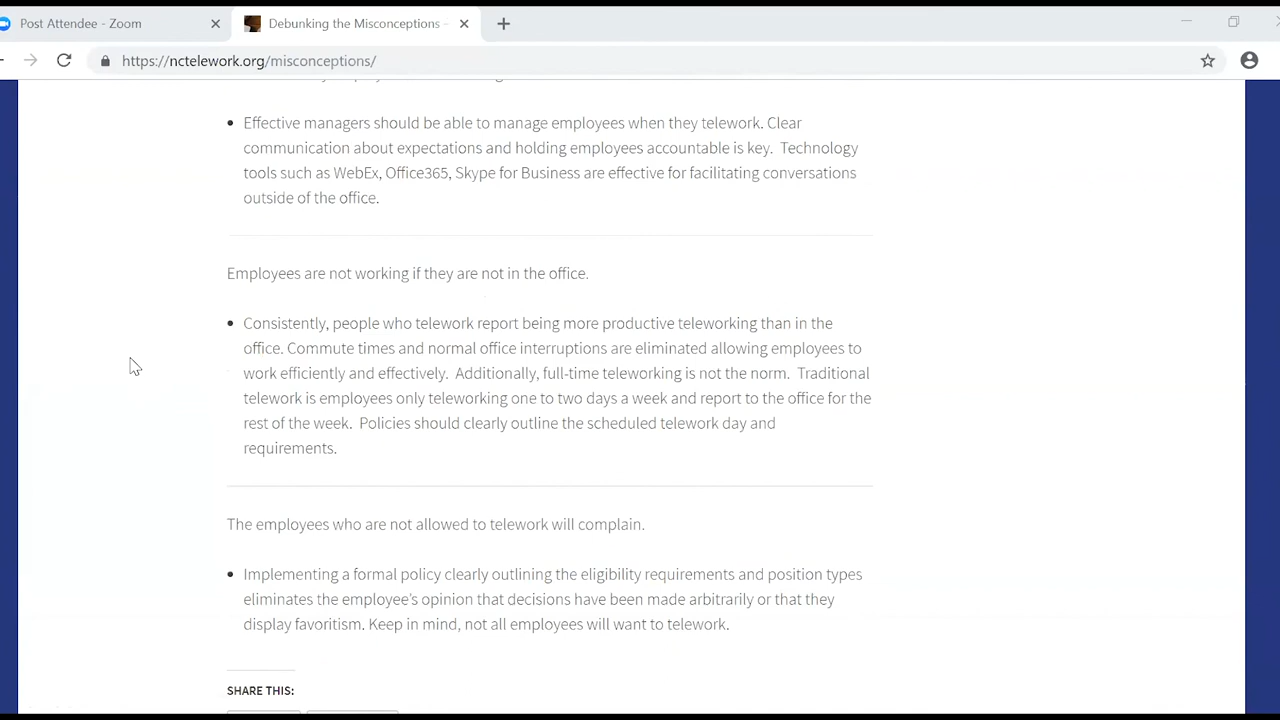 Post Attendee - Zoom
Debunking the Misconceptions -
https://nctelework.org/misconceptions/
Effective managers should be able to manage employees when they telework. Clear
communication about expectations and holding employees accountable is key. Technology
tools such as WebEx, Office365, Skype for Business are effective for facilitating conversations
outside of the office.
Employees are not working if they are not in the office.
Consistently, people who telework report being more productive teleworking than in the
office. Commute times and normal office interruptions are eliminated allowing employees to
work efficiently and effectively. Additionally, full-time teleworking is not the norm. Traditional
telework is employees only teleworking one to two days a week and report to the office for the
rest of the week. Policies should clearly outline the scheduled telework day and
requirements.
The employees who are not allowed to telework will complain.
Implementing a formal policy clearly outlining the eligibility requirements and position types
eliminates the employee's opinion that decisions have been made arbitrarily or that they
display favoritism. Keep in mind, not all employees will want to telework.
SHARE THIS: